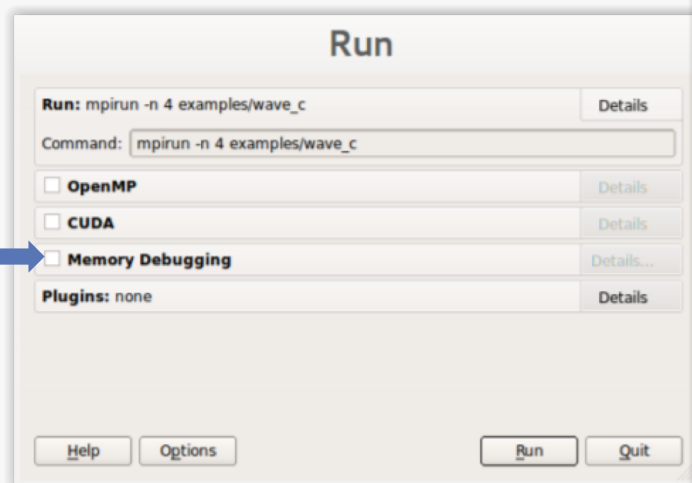 Run
Run: mpirun -n 4 examples/wave_c Details
Command: mpirun -n 4 examples/wave_c
OpenMP Details
CUDA Details
Memory Debugging Details...
Plugins: none Details
Help Options Run Quit